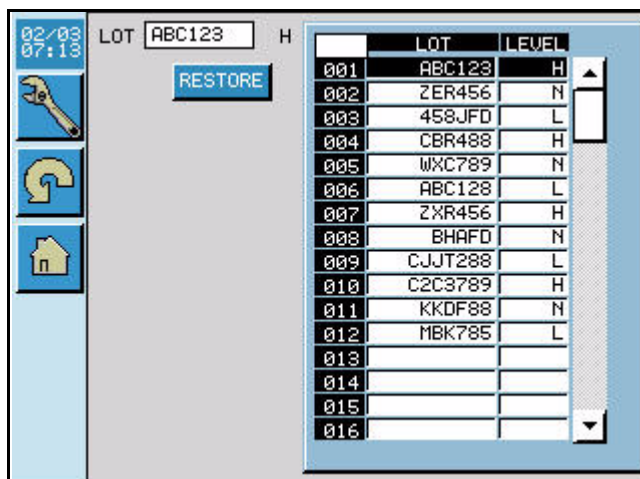 02/03
07:13
LOT ABC123 H
RESTORE
LOT LEVEL
001 ABC123 H
002 ZER456 N
003 458JFD L
004 CBR488 H
005 WXC789 N
006 ABC128 L
007 ZXR456 H
008 BHAFD N
009 CJJT288 L
010 C2C3789 H
011 KKDF88 N
012 MBK785 L
013
014
015
016